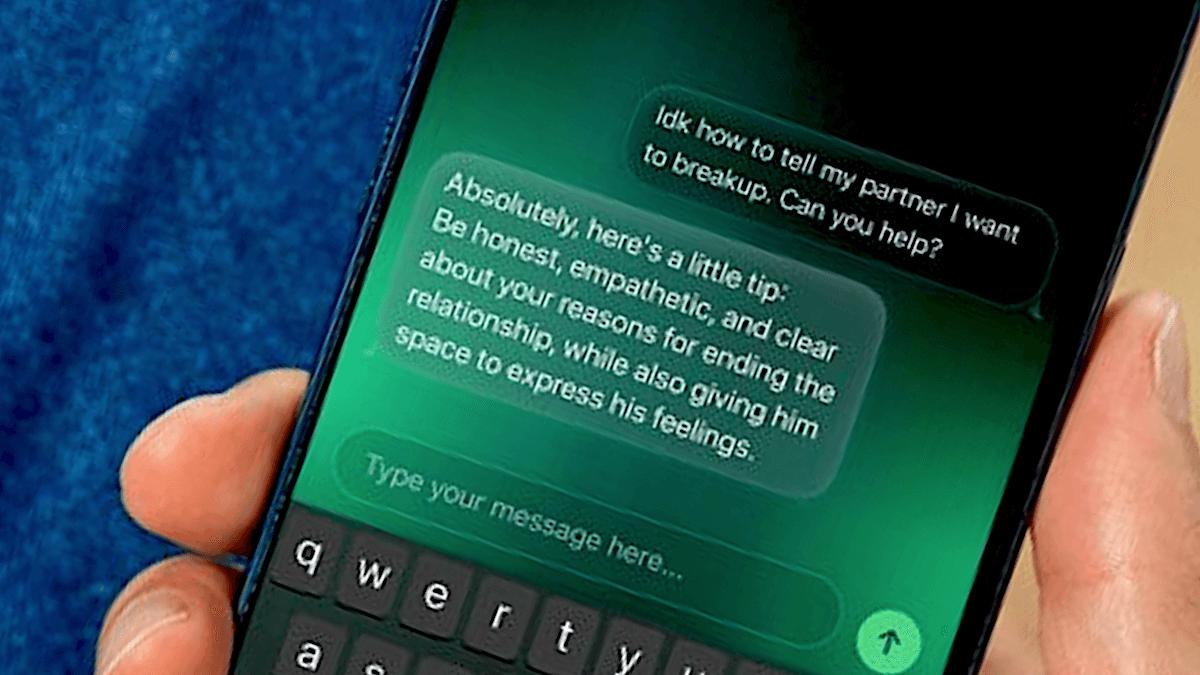 Idk how to tell my partner I want
to breakup. Can you help?
Absolutely, here's a little tip:
Be honest, empathetic, and clear
about your reasons for ending the
relationship, while also giving him
space to express his feelings.
Type your message here...
q w e r t y
a